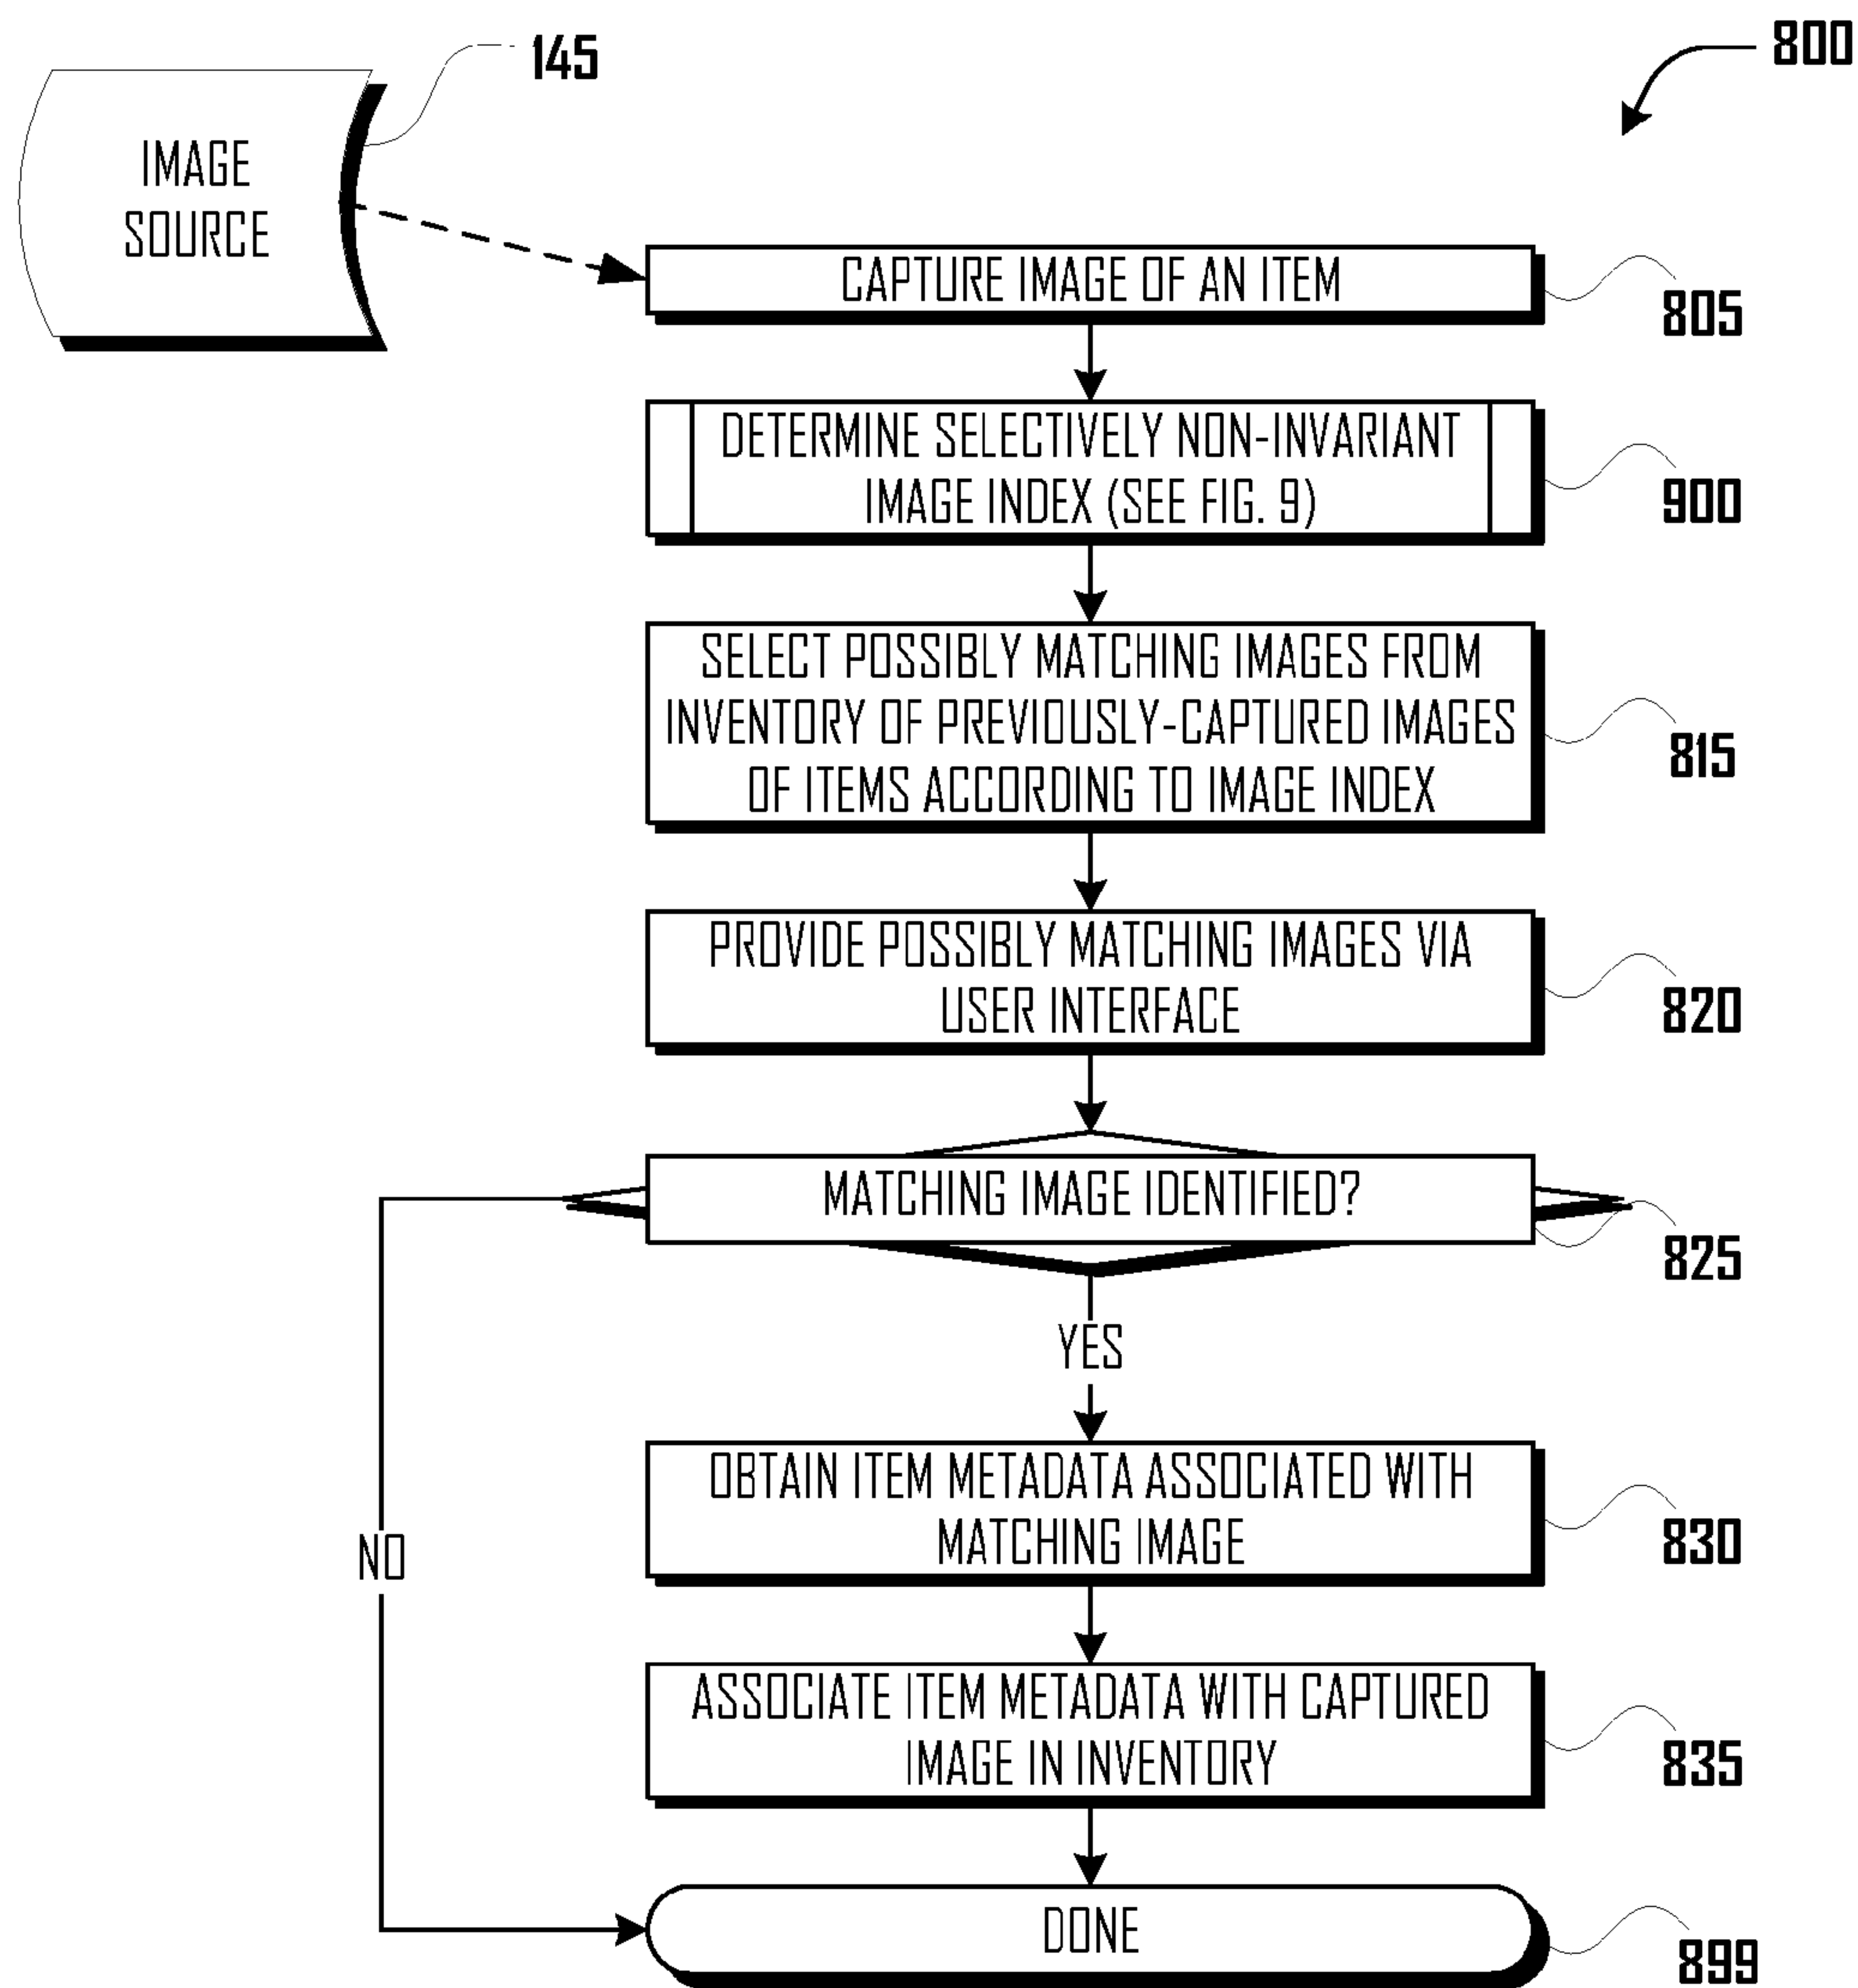 145
800
IMAGE
SOURCE
CAPTURE IMAGE OF AN ITEM
805
DETERMINE SELECTIVELY NON-INVARIANT
IMAGE INDEX (SEE FIG. 9)
900
SELECT POSSIBLY MATCHING IMAGES FROM
INVENTORY OF PREVIOUSLY-CAPTURED IMAGES
OF ITEMS ACCORDING TO IMAGE INDEX
815
PROVIDE POSSIBLY MATCHING IMAGES VIA
USER INTERFACE
820
MATCHING IMAGE IDENTIFIED?
825
YES
NO
OBTAIN ITEM METADATA ASSOCIATED WITH
MATCHING IMAGE
830
ASSOCIATE ITEM METADATA WITH CAPTURED
IMAGE IN INVENTORY
835
DONE
899